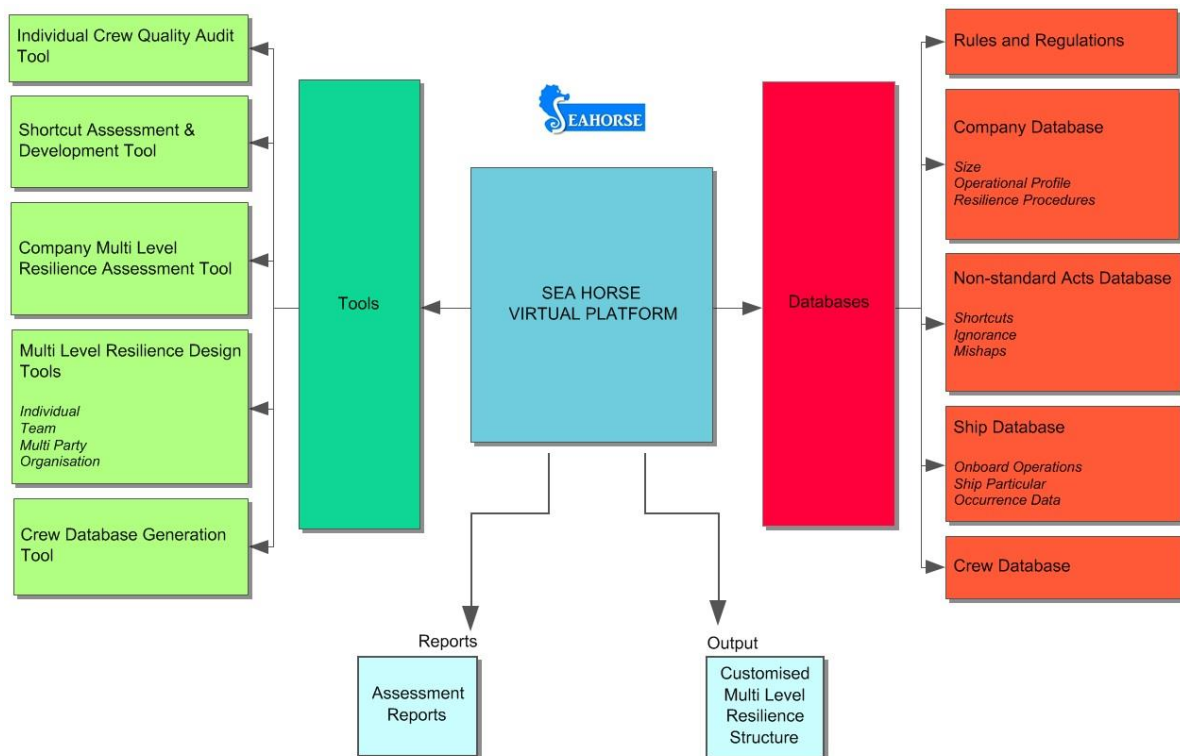 Individual Crew Quality Audit
Tool
Shortcut Assessment &
Development Tool
Company Multi Level
Resilience Assessment Tool
Multi Level Resilience Design
Tools
Individual
Team
Multi Party
Organisation
Crew Database Generation
Tool
Tools
SEAHORSE
SEA HORSE
VIRTUAL PLATFORM
Databases
Rules and Regulations
Company Database
Size
Operational Profile
Resilience Procedures
Non-standard Acts Database
Shortcuts
Ignorance
Mishaps
Ship Database
Onboard Operations
Ship Particular
Occurrence Data
Crew Database
Reports
Assessment
Reports
Output
Customised
Multi Level
Resilience
Structure